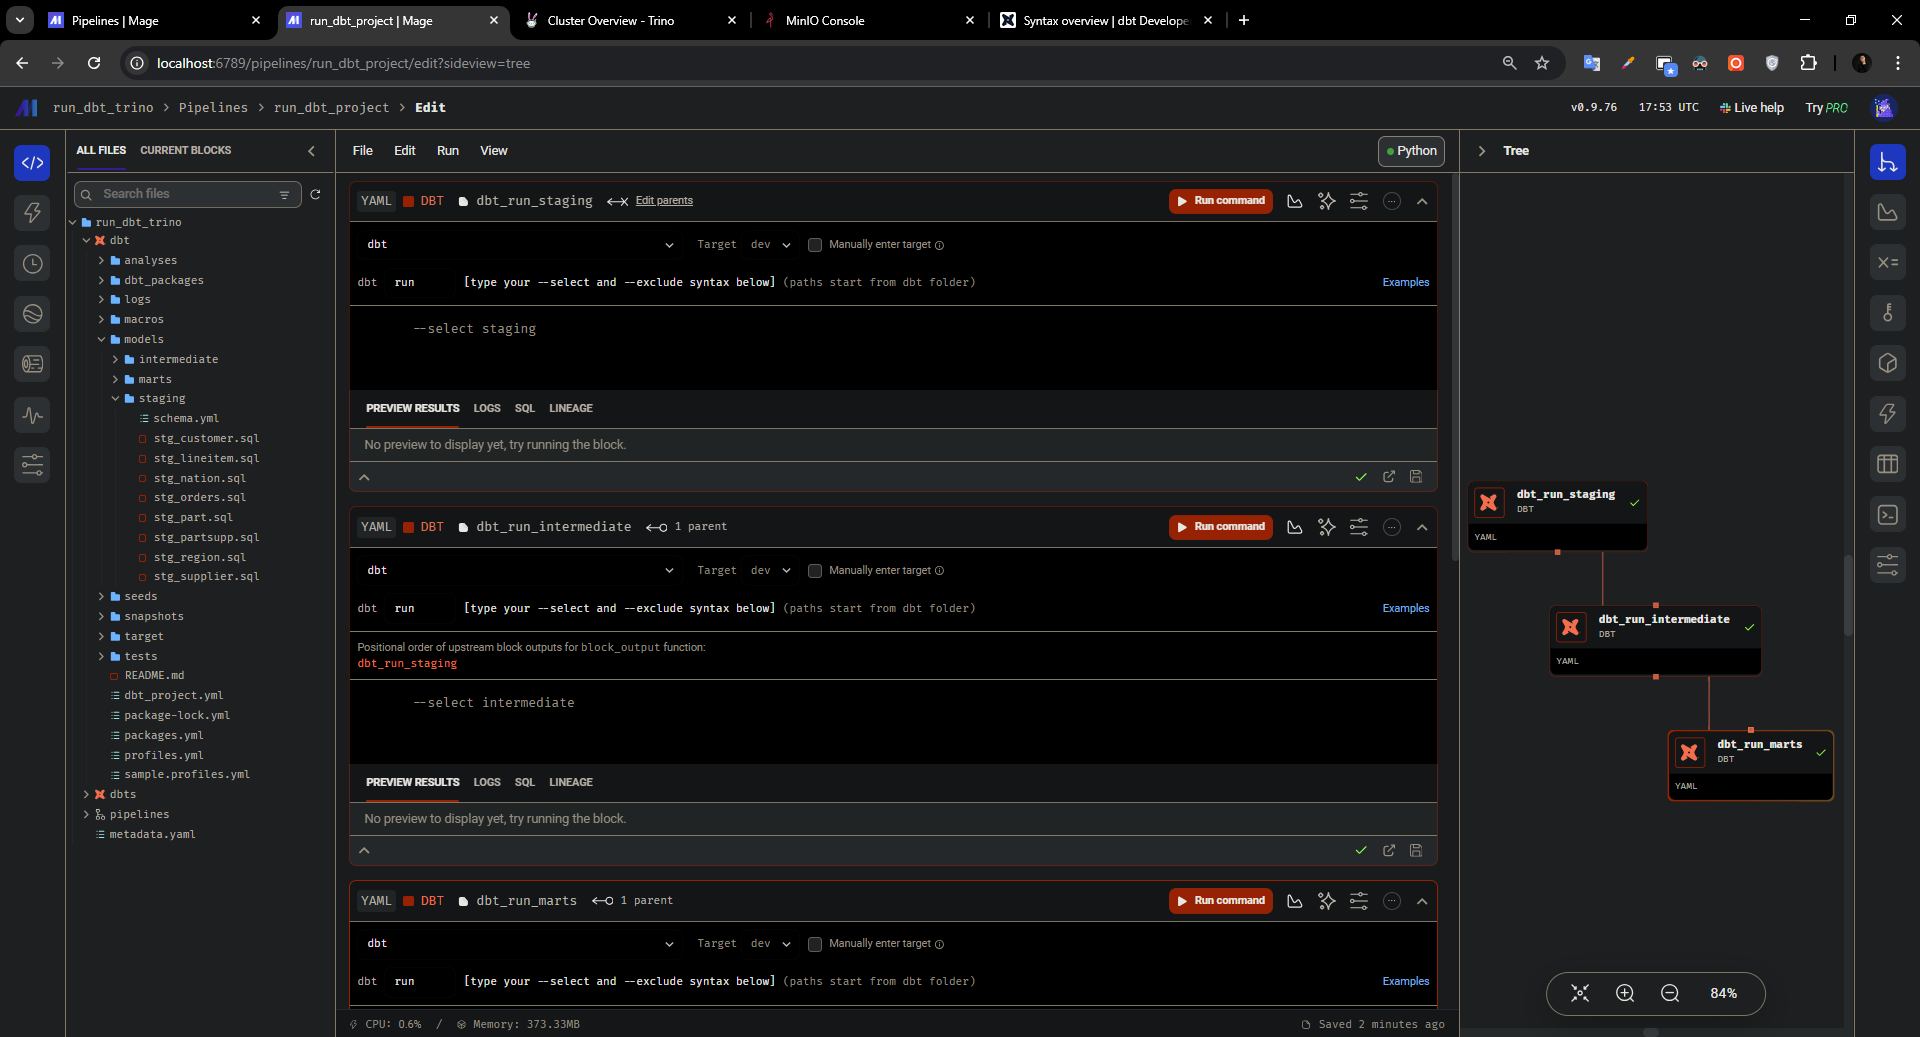 Pipelines | Mage
run_dbt_project | Mage
Cluster Overview - Trino
MinIO Console
Syntax overview | dbt Develope
localhost:6789/pipelines/run_dbt_project/edit?sideview=tree
run_dbt_trino > Pipelines > run_dbt_project > Edit
v0.9.76
17:53 UTC
Live help
Try PRO
ALL FILES
CURRENT BLOCKS
Search files
run_dbt_trino
dbt
analyses
dbt_packages
logs
macros
models
intermediate
marts
staging
schema.yml
stg_customer.sql
stg_lineitem.sql
stg_nation.sql
stg_orders.sql
stg_part.sql
stg_partsupp.sql
stg_region.sql
stg_supplier.sql
seeds
snapshots
target
tests
README.md
dbt_project.yml
package-lock.yml
packages.yml
profiles.yml
sample.profiles.yml
dbts
pipelines
metadata.yaml
File Edit Run View
Python
YAML DBT dbt_run_staging Edit parents
Run command
dbt
Target dev
Manually enter target
dbt run [type your --select and --exclude syntax below] (paths start from dbt folder)
Examples
--select staging
PREVIEW RESULTS LOGS SQL LINEAGE
No preview to display yet, try running the block.
YAML DBT dbt_run_intermediate 1 parent
Run command
dbt
Target dev
Manually enter target
dbt run [type your --select and --exclude syntax below] (paths start from dbt folder)
Examples
Positional order of upstream block outputs for block_output function:
dbt_run_staging
--select intermediate
PREVIEW RESULTS LOGS SQL LINEAGE
No preview to display yet, try running the block.
YAML DBT dbt_run_marts 1 parent
Run command
dbt
Target dev
Manually enter target
dbt run [type your --select and --exclude syntax below] (paths start from dbt folder)
Examples
CPU: 0.6% / Memory: 373.33MB
Saved 2 minutes ago
Tree
dbt_run_staging
DBT
YAML
dbt_run_intermediate
DBT
YAML
dbt_run_marts
DBT
YAML
84%